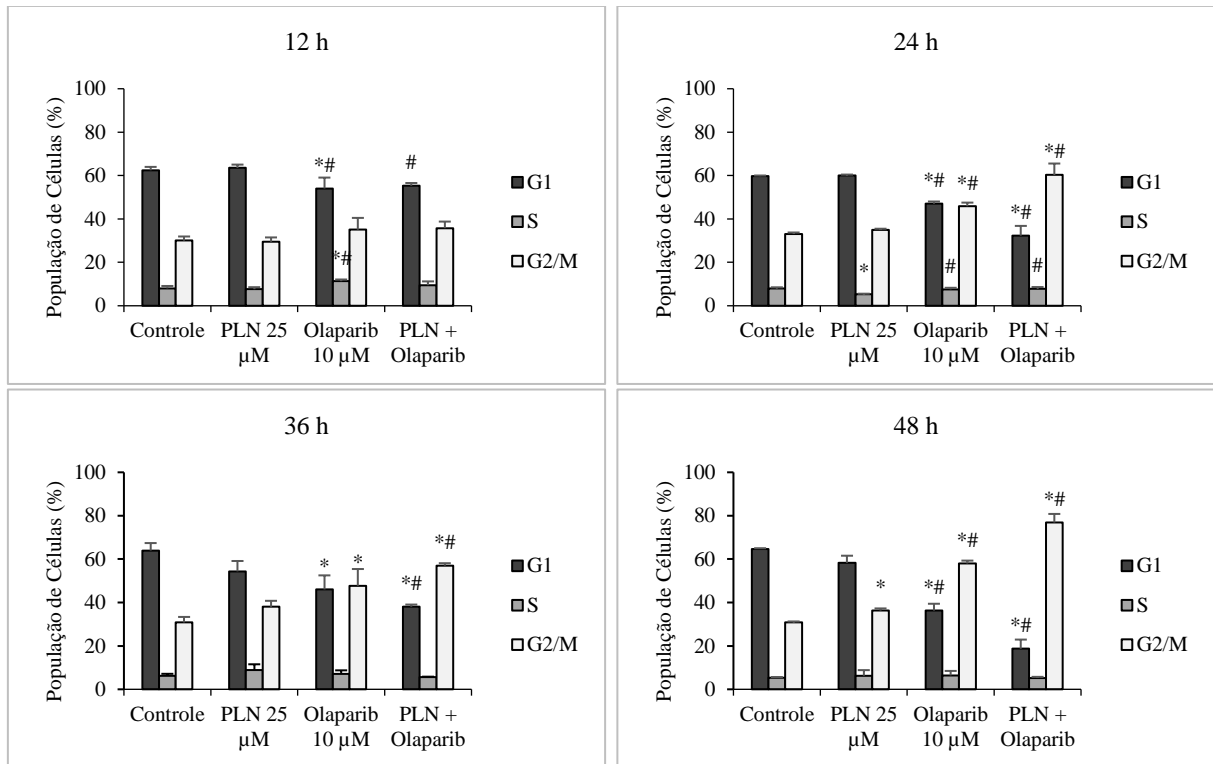 12 h
População de Células (%)
100
80
60
40
20
0
*#
*#
#
Controle
PLN 25
µM
Olaparib
10 µM
PLN +
Olaparib
G1
S
G2/M
24 h
População de Células (%)
100
80
60
40
20
0
*
*#
#
*#
*#
#
*#
Controle
PLN 25
µM
Olaparib
10 µM
PLN +
Olaparib
G1
S
G2/M
36 h
População de Células (%)
100
80
60
40
20
0
*
*
*#
*#
Controle
PLN 25
µM
Olaparib
10 µM
PLN +
Olaparib
G1
S
G2/M
48 h
População de Células (%)
100
80
60
40
20
0
*
*#
*#
*#
*#
Controle
PLN 25
µM
Olaparib
10 µM
PLN +
Olaparib
G1
S
G2/M